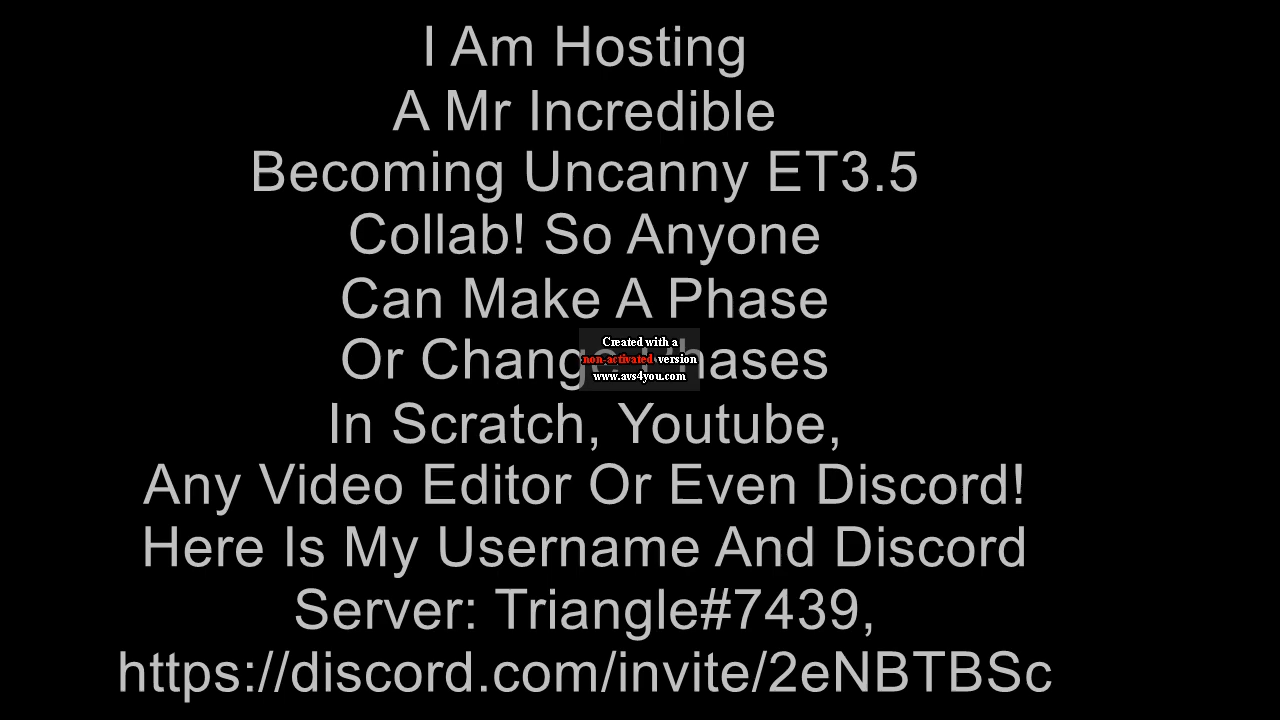 I Am Hosting
A Mr Incredible
Becoming Uncanny ET3.5
Collab! So Anyone
Can Make A Phase
Or Change Phases
Created with a
non-activated version
www.avs4you.com
In Scratch, Youtube,
Any Video Editor Or Even Discord!
Here Is My Username And Discord
Server: Triangle#7439,
https://discord.com/invite/2eNBTBSc